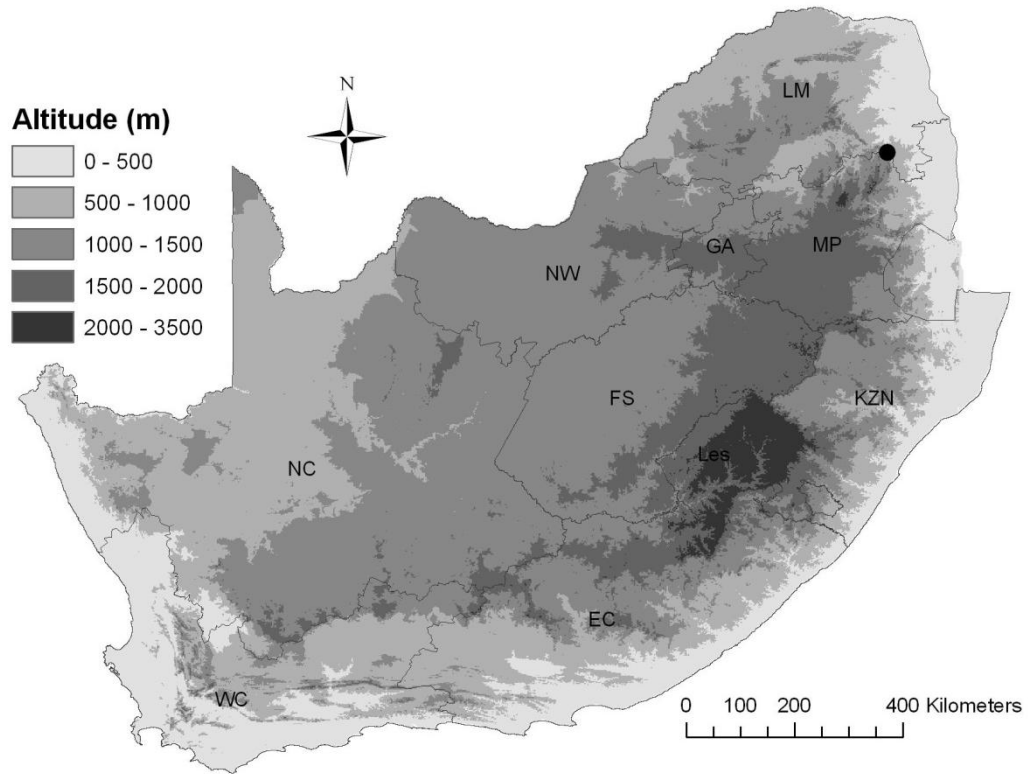 N
Altitude (m)
0 - 500
500 - 1000
1000 - 1500
1500 - 2000
2000 - 3500
LM
GA
MP
NW
FS
KZN
Les
NC
EC
WC
0 100 200 400 Kilometers